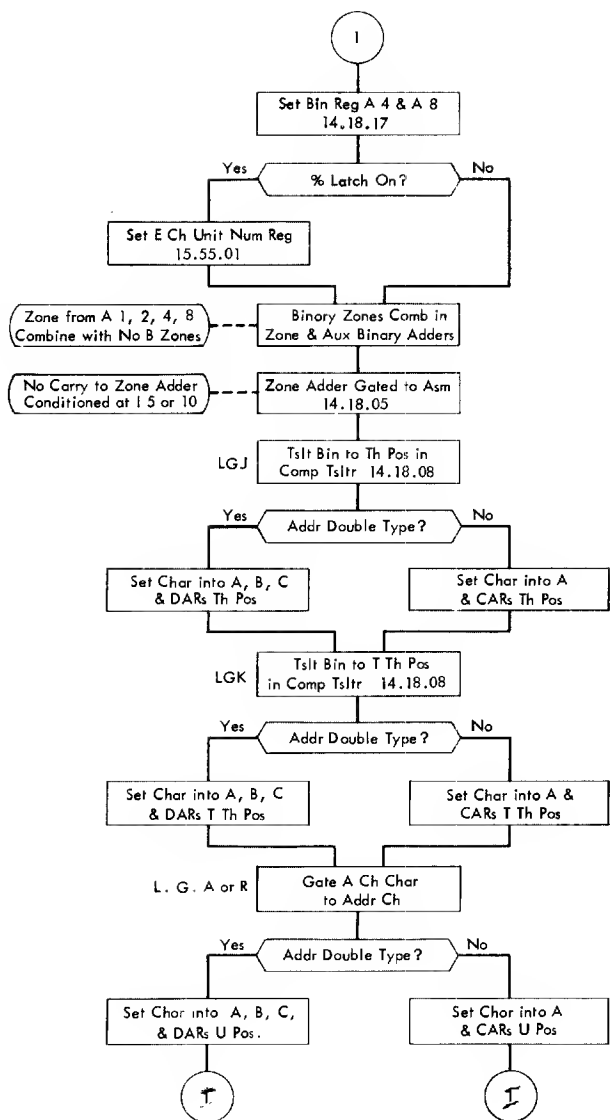 1
Set Bin Reg A 4 & A 8
14.18.17
Yes
% Latch On?
No
Set E Ch Unit Num Reg
15.55.01
Zone from A 1, 2, 4, 8
Combine with No B Zones
Binary Zones Comb in
Zone & Aux Binary Adders
No Carry to Zone Adder
Conditioned at I 5 or 10
Zone Adder Gated to Asm
14.18.05
LGJ
Tslt Bin to Th Pos in
Comp Tsltr 14.18.08
Yes
Addr Double Type?
No
Set Char into A, B, C
& DARs Th Pos
Set Char into A
& CARs Th Pos
LGK
Tslt Bin to T Th Pos
in Comp Tsltr 14.18.08
Yes
Addr Double Type?
No
Set Char into A, B, C
& DARs T Th Pos
Set Char into A &
CARs T Th Pos
L. G. A or R
Gate A Ch Char
to Addr Ch
Yes
Addr Double Type?
No
Set Char into A, B, C,
& DARs U Pos.
Set Char into A
& CARs U Pos
I
I